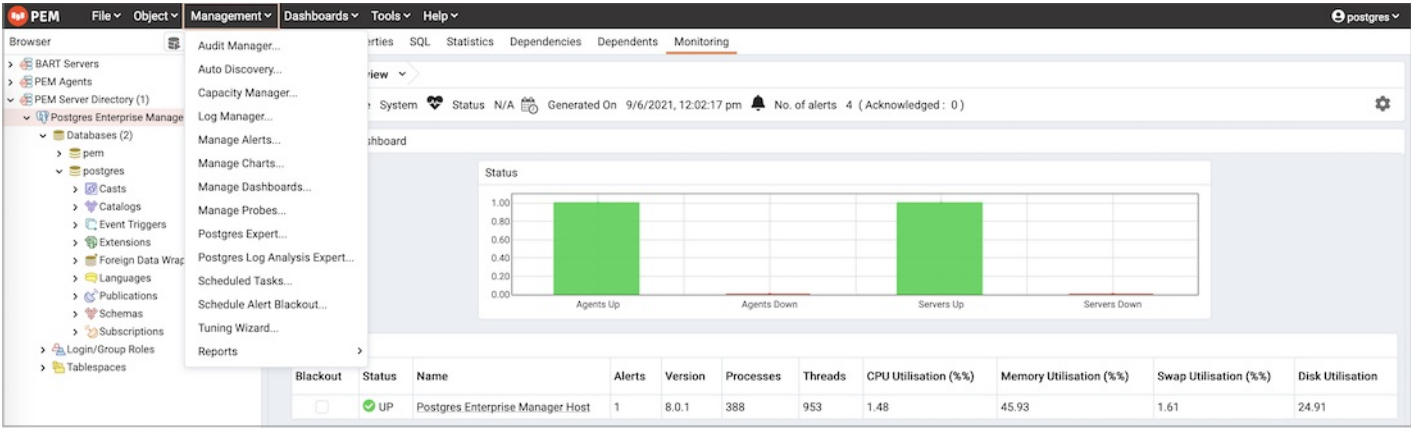 PEM File Object Management Dashboards Tools Help postgres
Browser
BART Servers
PEM Agents
PEM Server Directory (1)
Postgres Enterprise Manage
Databases (2)
pem
postgres
Casts
Catalogs
Event Triggers
Extensions
Foreign Data Wrap
Languages
Publications
Schemas
Subscriptions
Login/Group Roles
Tablespaces
Audit Manager...
Auto Discovery...
Capacity Manager...
Log Manager...
Manage Alerts...
Manage Charts...
Manage Dashboards...
Manage Probes...
Postgres Expert...
Postgres Log Analysis Expert...
Scheduled Tasks...
Schedule Alert Blackout...
Tuning Wizard...
Reports
erties SQL Statistics Dependencies Dependents Monitoring
view
System Status N/A Generated On 9/6/2021, 12:02:17 pm No. of alerts 4 (Acknowledged: 0)
shboard
Status
1.00
0.80
0.60
0.40
0.20
0.00
Agents Up Agents Down Servers Up Servers Down
Blackout Status Name Alerts Version Processes Threads CPU Utilisation (%%) Memory Utilisation (%%) Swap Utilisation (%%) Disk Utilisation
UP Postgres Enterprise Manager Host 1 8.0.1 388 953 1.48 45.93 1.61 24.91